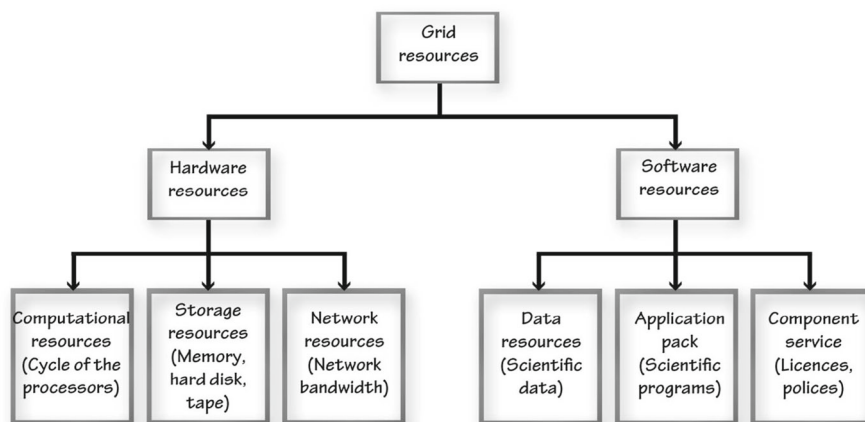 Grid
resources
Hardware
resources
Software
resources
Computational
resources
(Cycle of the
processors)
Storage
resources
(Memory,
hard disk,
tape)
Network
resources
(Network
bandwidth)
Data
resources
(Scientific
data)
Application
pack
(Scientific
programs)
Component
service
(Licences,
polices)